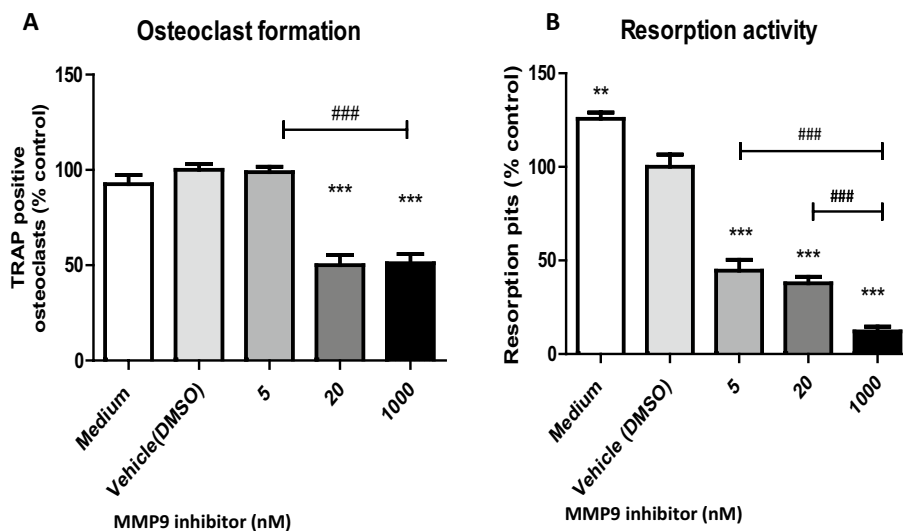 A
Osteoclast formation
TRAP positive
osteoclasts (% control)
150
100
50
0
###
***
***
Medium
Vehicle(DMSO)
5
20
1000
MMP9 inhibitor (nM)
B
Resorption activity
Resorption pits (% control)
150
100
50
0
**
###
###
***
***
***
Medium
Vehicle (DMSO)
5
20
1000
MMP9 inhibitor (nM)